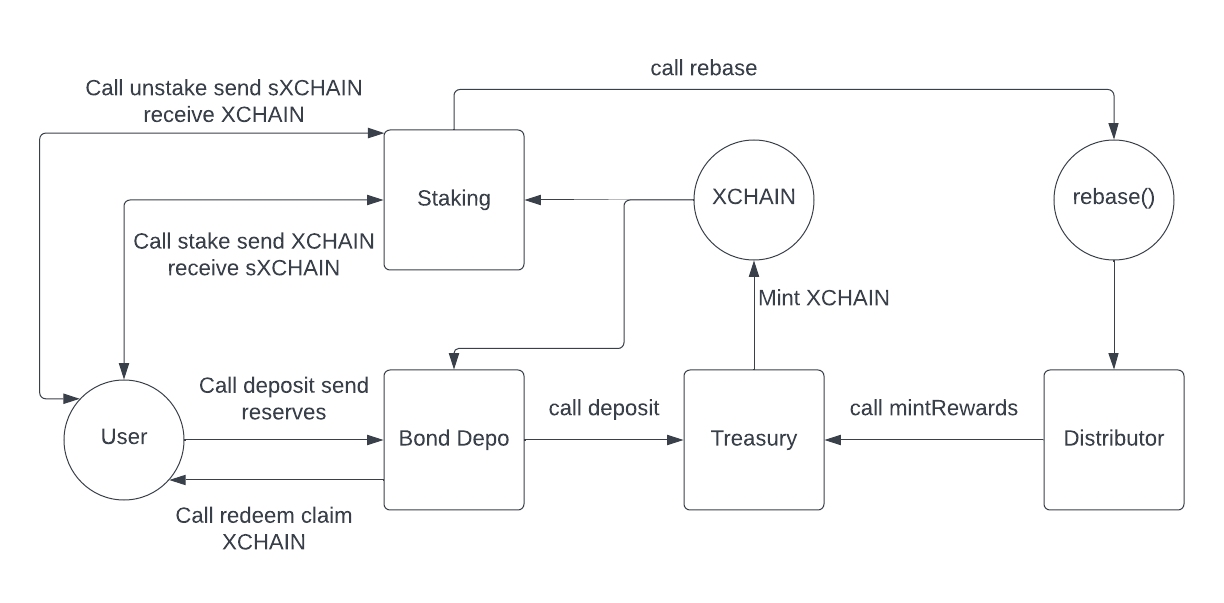 call rebase
Call unstake send sXCHAIN
receive XCHAIN
Staking
XCHAIN
rebase()
Call stake send XCHAIN
receive sXCHAIN
Mint XCHAIN
Call deposit send
reserves
call deposit
call mintRewards
User
Bond Depo
Treasury
Distributor
Call redeem claim
XCHAIN